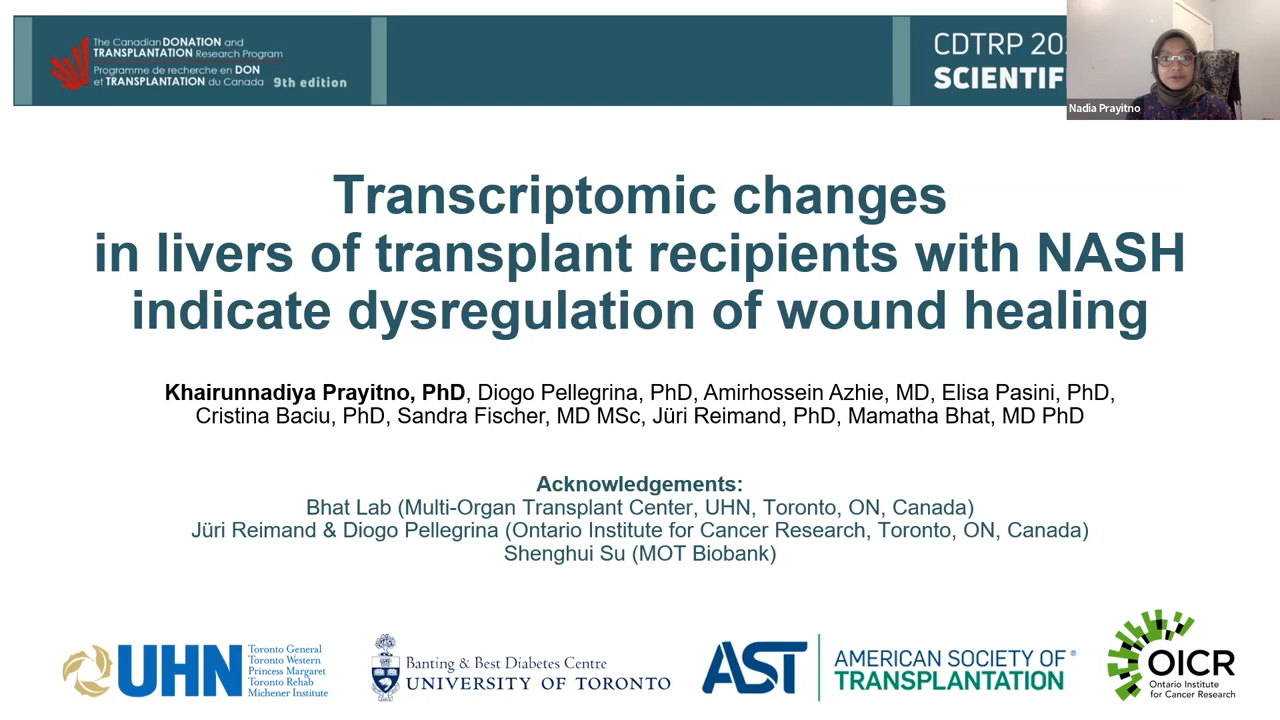 The Canadian DONATION and
TRANSPLANTATION Research Program
Programme de recherche en DON
et TRANSPLANTATION du Canada 9th edition
CDTRP
SCIENTIF
Nadia Prayitno
Transcriptomic changes
in livers of transplant recipients with NASH
indicate dysregulation of wound healing
Khairunnadiya Prayitno, PhD, Diogo Pellegrina, PhD, Amirhossein Azhie, MD, Elisa Pasini, PhD,
Cristina Baciu, PhD, Sandra Fischer, MD MSc, Jüri Reimand, PhD, Mamatha Bhat, MD PhD
Acknowledgements:
Bhat Lab (Multi-Organ Transplant Center, UHN, Toronto, ON, Canada)
Jüri Reimand & Diogo Pellegrina (Ontario Institute for Cancer Research, Toronto, ON, Canada)
Shenghui Su (MOT Biobank)
UHN
Toronto General
Toronto Western
Princess Margaret
Toronto Rehab
Michener Institute
Banting & Best Diabetes Centre
UNIVERSITY OF TORONTO
AST
AMERICAN SOCIETY OF®
TRANSPLANTATION
OICR
Ontario Institute
for Cancer Research